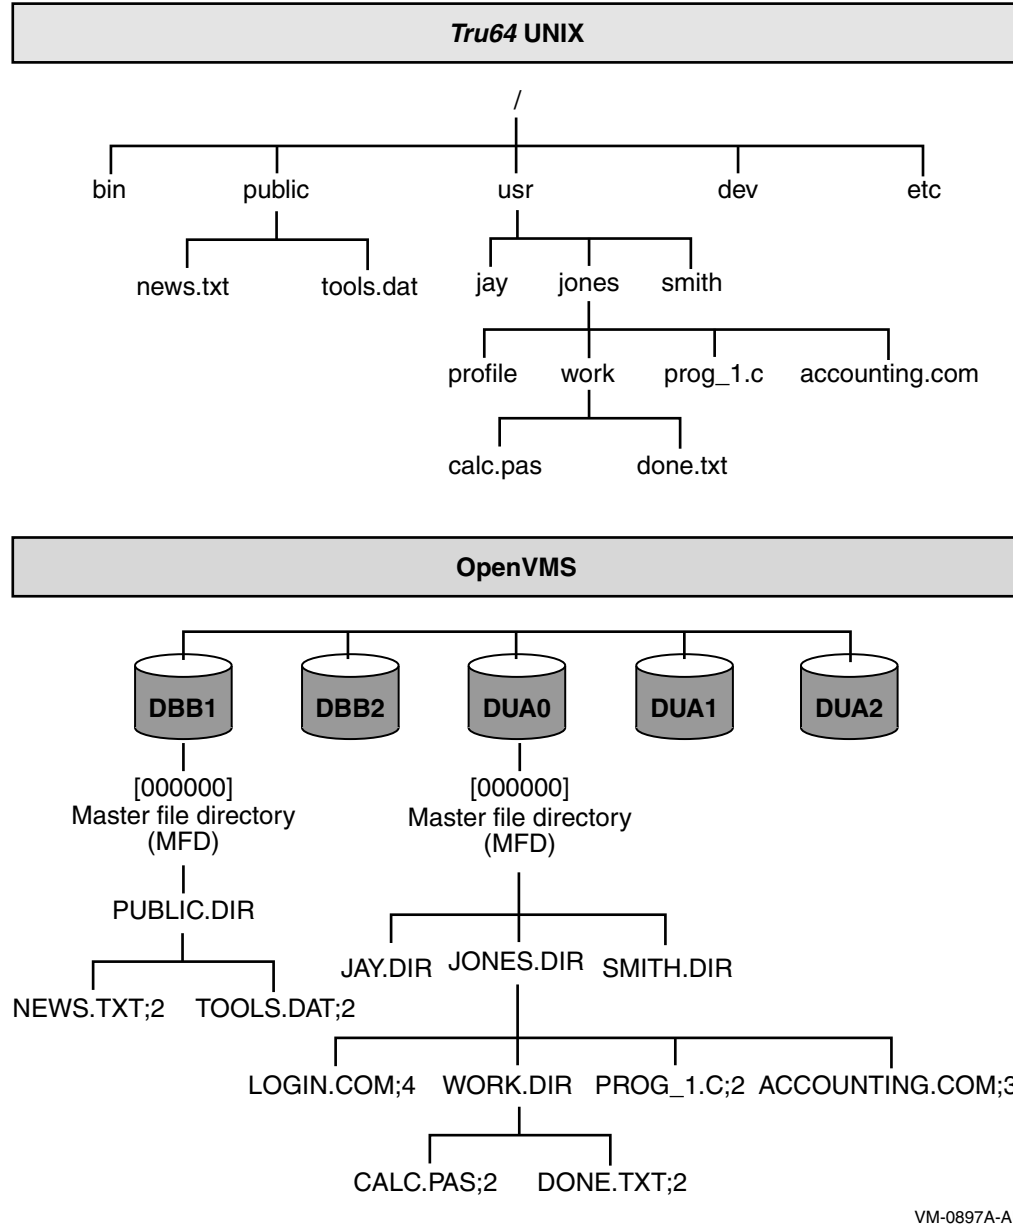 Tru64 UNIX
/
bin public usr dev etc
news.txt tools.dat jay jones smith
profile work prog_1.c accounting.com
calc.pas done.txt
OpenVMS
DBB1 DBB2 DUA0 DUA1 DUA2
[000000] [000000]
Master file directory Master file directory
(MFD) (MFD)
PUBLIC.DIR
JAY.DIR JONES.DIR SMITH.DIR
NEWS.TXT;2 TOOLS.DAT;2
LOGIN.COM;4 WORK.DIR PROG_1.C;2 ACCOUNTING.COM;3
CALC.PAS;2 DONE.TXT;2
VM-0897A-A